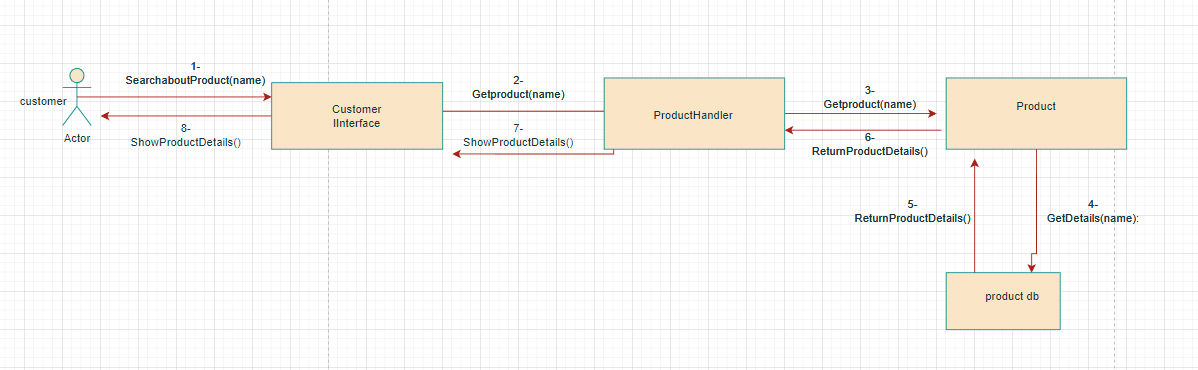 1-
SearchaboutProduct(name)
customer
Actor
8-
ShowProductDetails()
Customer
IInterface
2-
Getproduct(name)
7-
ShowProductDetails()
ProductHandler
3-
Getproduct(name)
6-
ReturnProductDetails()
Product
5-
ReturnProductDetails()
4-
GetDetails(name):
product db